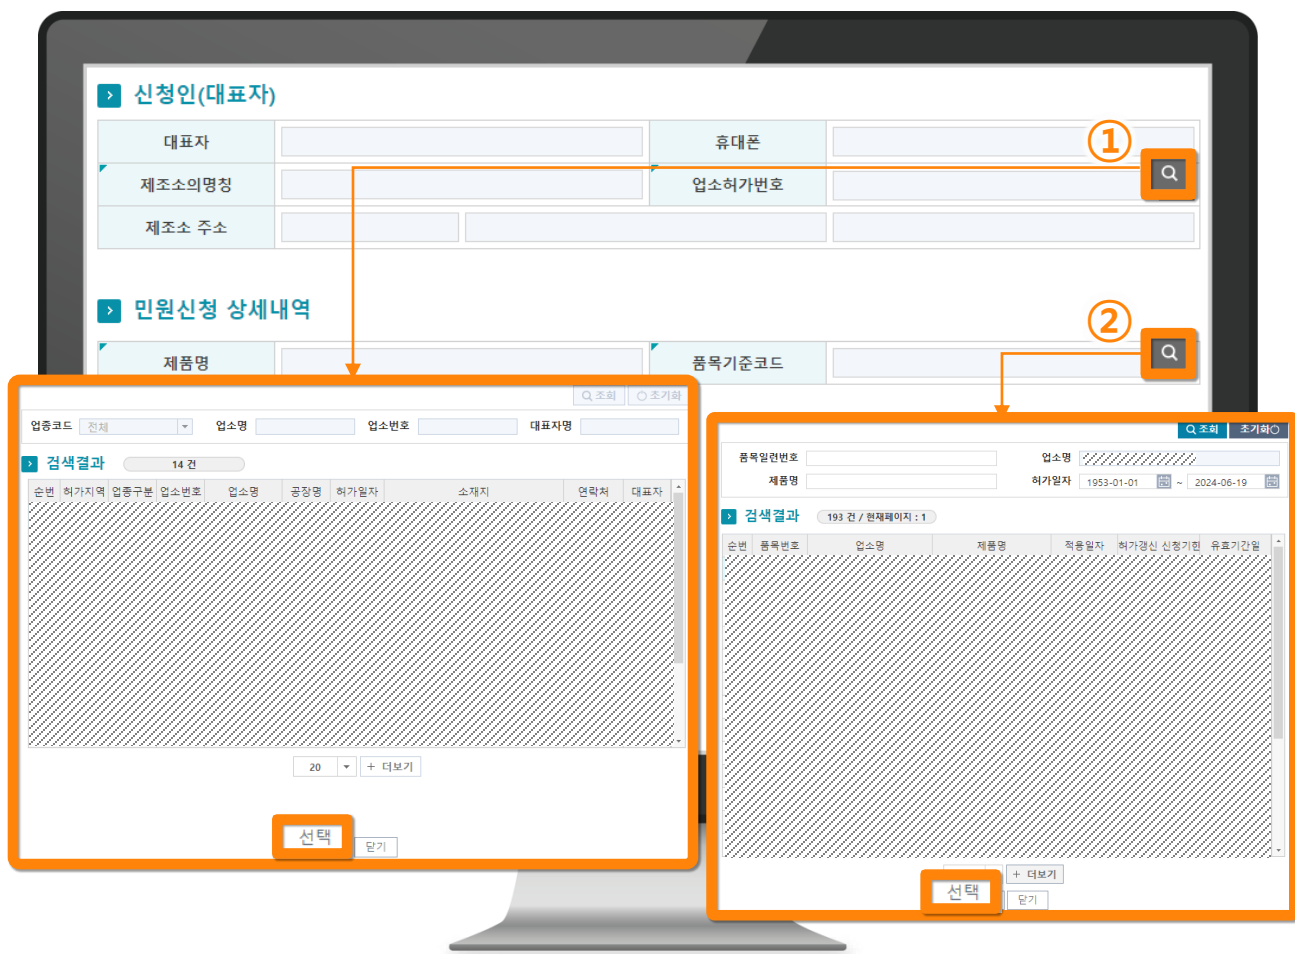 신청인(대표자)
①
대표자
휴대폰
제조소의명칭
업소허가번호
제조소 주소
민원신청 상세내역
②
제품명
품목기준코드
조회 초기화
업종코드 전체 업소명 업소번호 대표자명
검색결과 14 건
순번 허가지역 업종구분 업소번호 업소명 공장명 허가일자 소재지 연락처 대표자
20 + 더보기
선택 닫기
조회 초기화
품목일련번호 업소명
제품명 허가일자 1953-01-01 ~ 2024-06-19
검색결과 193 건 / 현재페이지 : 1
순번 품목번호 업소명 제품명 적용일자 허가갱신 신청기한 유효기간일
+ 더보기
선택 닫기